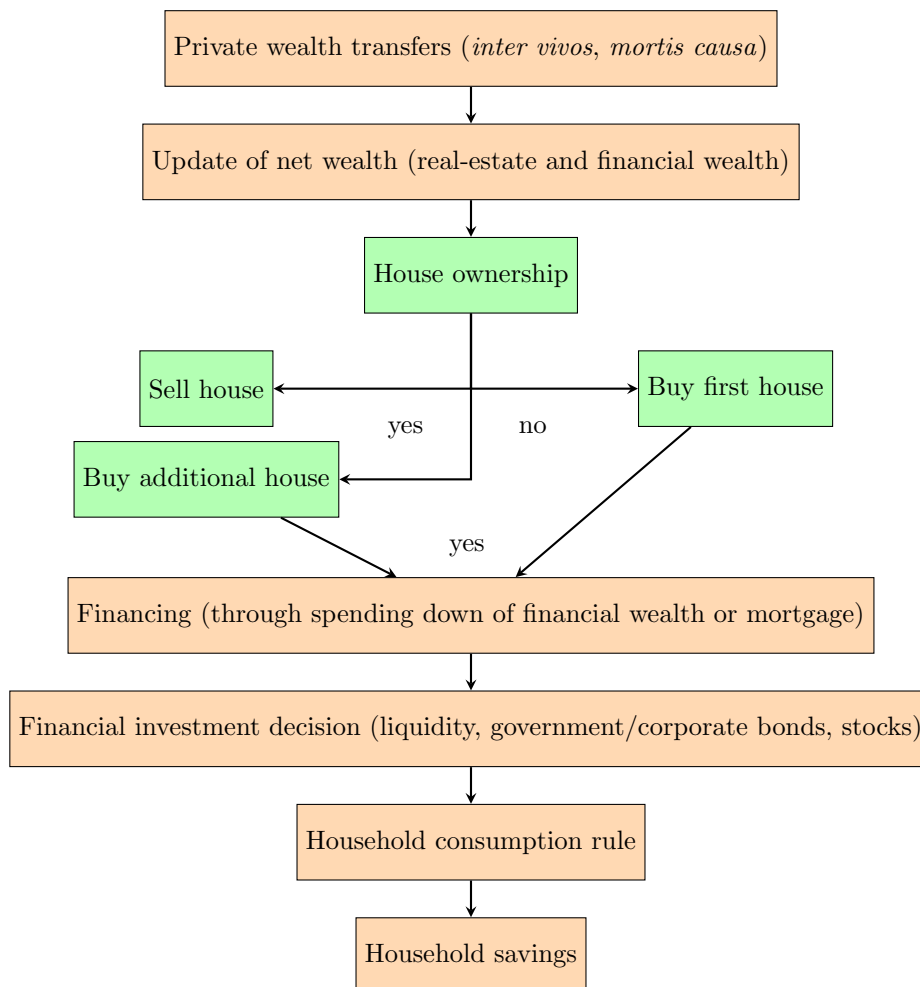 Private wealth transfers (inter vivos, mortis causa)
Update of net wealth (real-estate and financial wealth)
House ownership
Sell house
Buy first house
yes
no
Buy additional house
yes
Financing (through spending down of financial wealth or mortgage)
Financial investment decision (liquidity, government/corporate bonds, stocks)
Household consumption rule
Household savings